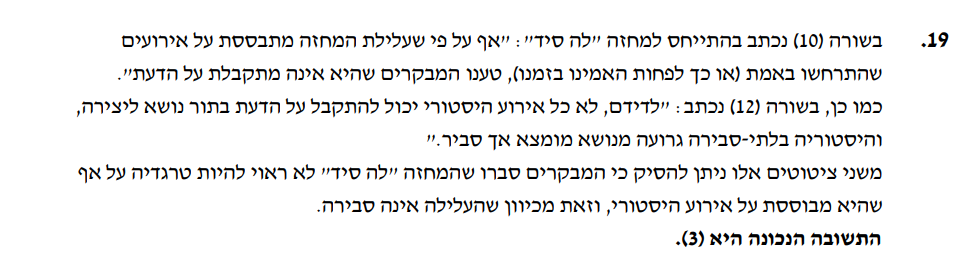 19. בשורה (10) נכתב בהתייחס למחזה "לה סיד": "אף על פי שעלילת המחזה מתבססת על אירועים
שהתרחשו באמת (או כך לפחות האמינו בזמנו), טענו המבקרים שהיא אינה מתקבלת על הדעת".
כמו כן, בשורה (12) נכתב: "לדידם, לא כל אירוע היסטורי יכול להתקבל על הדעת בתור נושא ליצירה,
והיסטוריה בלתי-סבירה גרועה מנושא מומצא אך סביר."
משני ציטוטים אלו ניתן להסיק כי המבקרים סברו שהמחזה "לה סיד" לא ראוי להיות טרגדיה על אף
שהיא מבוססת על אירוע היסטורי, וזאת מכיוון שהעלילה אינה סבירה.
התשובה הנכונה היא (3).